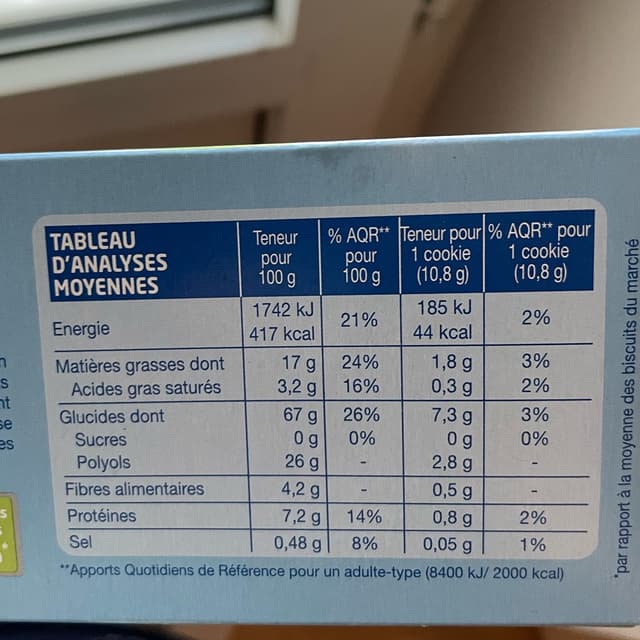 TABLEAU
D'ANALYSES
MOYENNES
Teneur
pour
100 g
% AQR**
pour
100 g
Teneur pour
1 cookie
(10,8 g)
% AQR** pour
1 cookie
(10,8 g)
Energie
1742 kJ
417 kcal
21%
185 kJ
44 kcal
2%
Matières grasses dont 17 g 24% 1,8 g 3%
Acides gras saturés 3,2 g 16% 0,3 g 2%
Glucides dont 67 g 26% 7,3 g 3%
Sucres 0 g 0% 0 g 0%
Polyols 26 g - 2,8 g -
Fibres alimentaires 4,2 g - 0,5 g -
Protéines 7,2 g 14% 0,8 g 2%
Sel 0,48 g 8% 0,05 g 1%
**Apports Quotidiens de Référence pour un adulte-type (8400 kJ/ 2000 kcal)
*par rapport à la moyenne des biscuits du marché